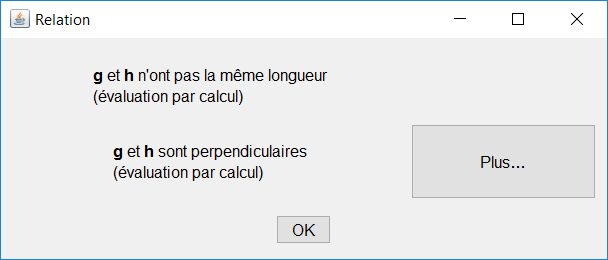 Relation
g et h n'ont pas la même longueur
(évaluation par calcul)
g et h sont perpendiculaires
(évaluation par calcul)
Plus...
OK